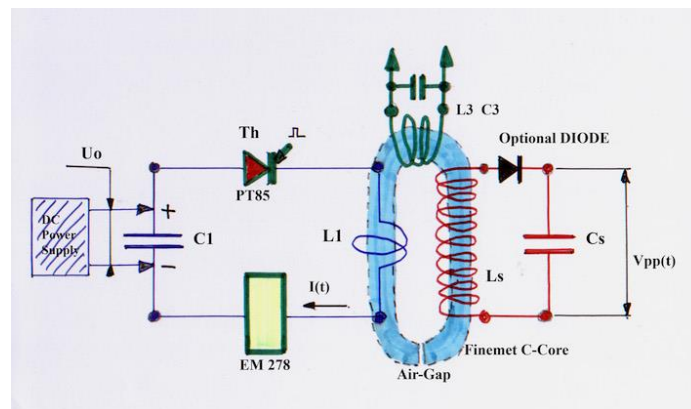 L3 C3
Optional DIODE
Th
Uo
PT85
+
DC
Power
Supply
C1
L1
Ls
Cs
Vpp(t)
-
I(t)
EM 278
Finemet C-Core
Air-Gap